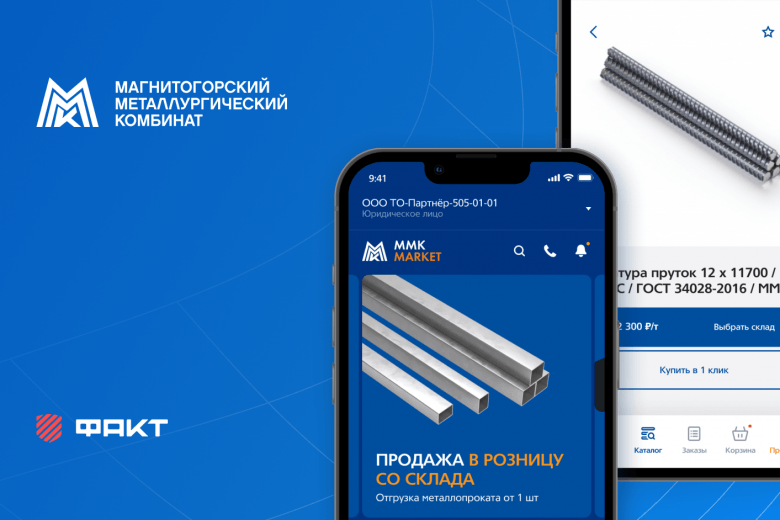 МАГНИТОГОРСКИЙ
МЕТАЛЛУРГИЧЕСКИЙ
КОМБИНАТ
ФАКТ
9:41
ООО ТО-Партнёр-505-01-01
Юридическое лицо
ММК
MARKET
ПРОДАЖА В РОЗНИЦУ
СО СКЛАДА
Отгрузка металлопроката от 1 шт
тура пруток 12 x 11700 /
С / ГОСТ 34028-2016 / ММ
2 300 ₽/т
Выбрать склад
Купить в 1 клик
Каталог
Заказы
Корзина
Пр